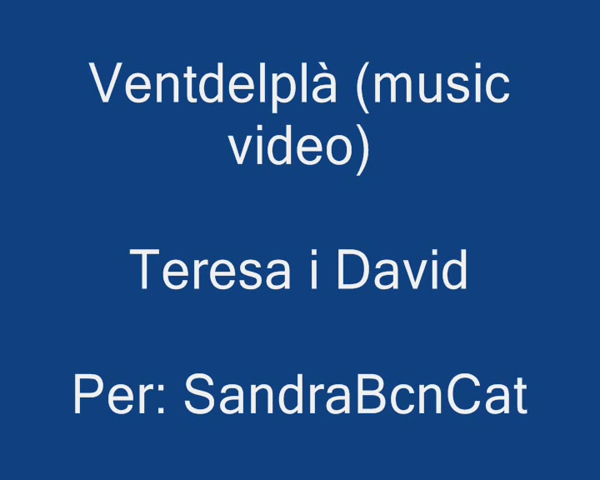 Ventdelplà (music
video)
Teresa i David
Per: SandraBcnCat